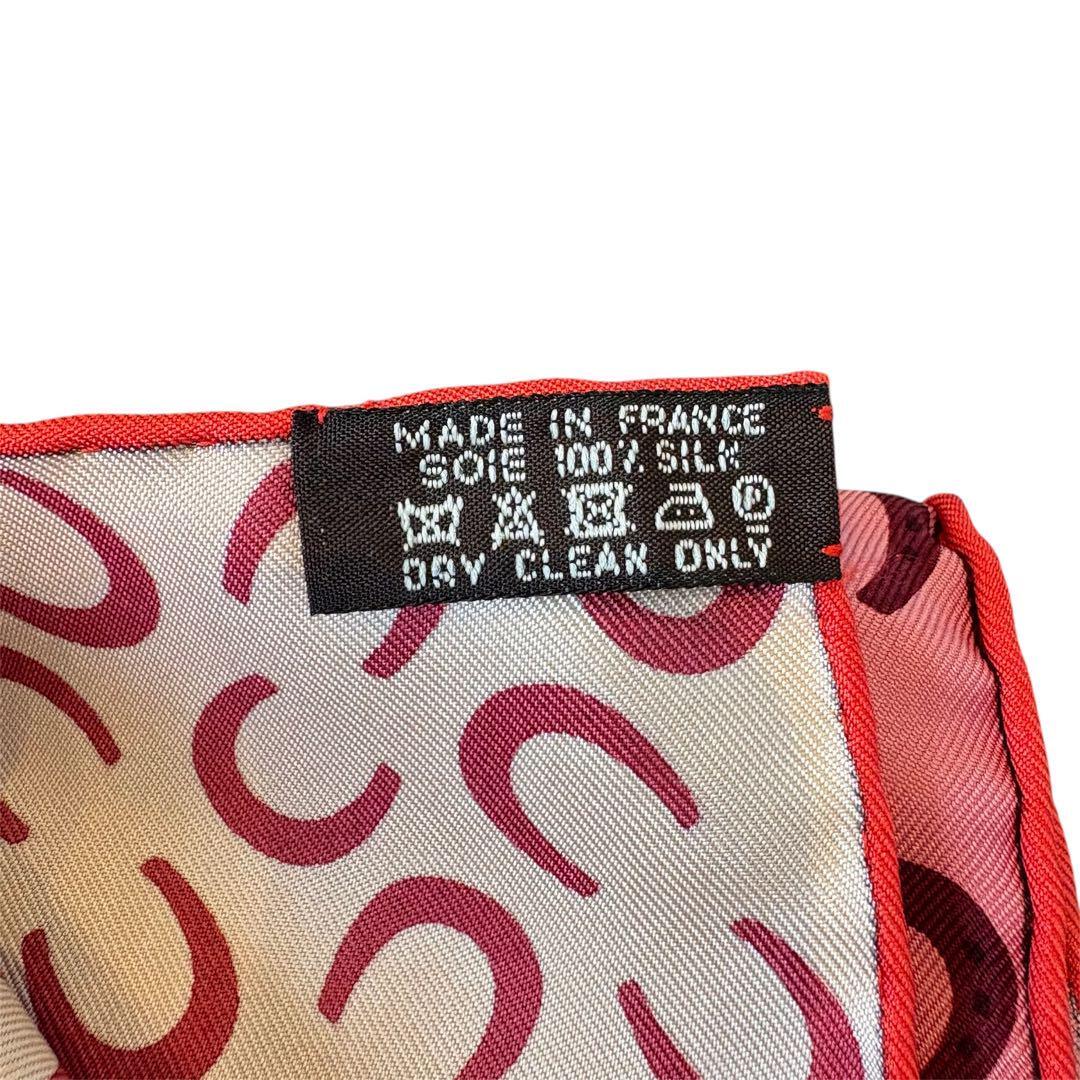 MADE IN FRANCE
SOIE 100% SILK
P
DRY CLEAN ONLY